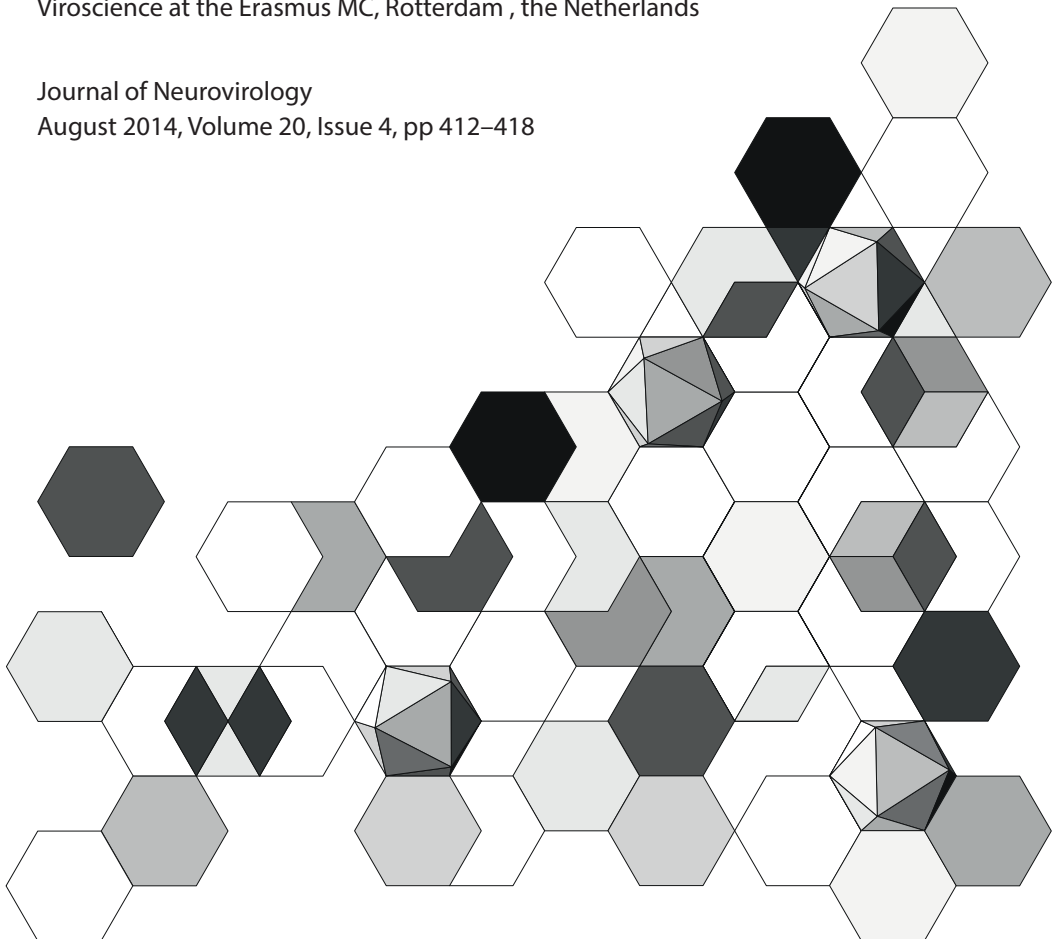 Viroscience at the Erasmus MC, Rotterdam , the Netherlands
Journal of Neurovirology
August 2014, Volume 20, Issue 4, pp 412–418